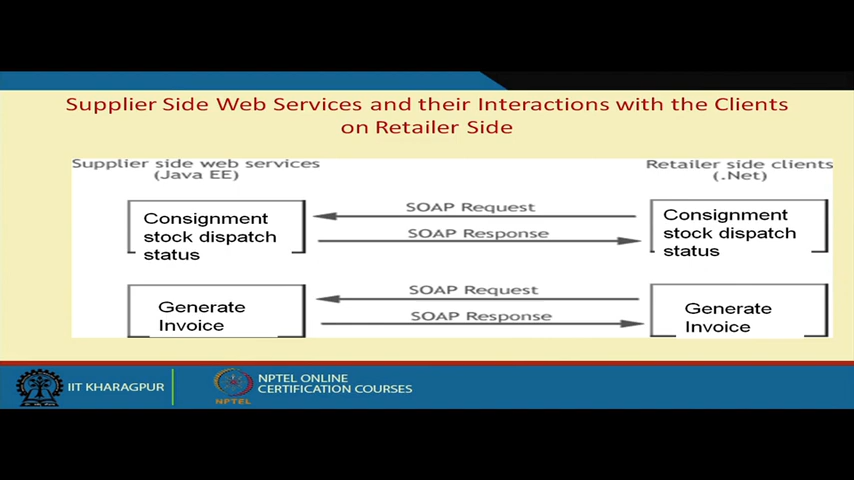 Supplier Side Web Services and their Interactions with the Clients
on Retailer Side
Supplier side web services
(Java EE)
Retailer side clients
(.Net)
Consignment
stock dispatch
status
SOAP Request
SOAP Response
Consignment
stock dispatch
status
Generate
Invoice
SOAP Request
SOAP Response
Generate
Invoice
IIT KHARAGPUR
NPTEL
NPTEL ONLINE
CERTIFICATION COURSES